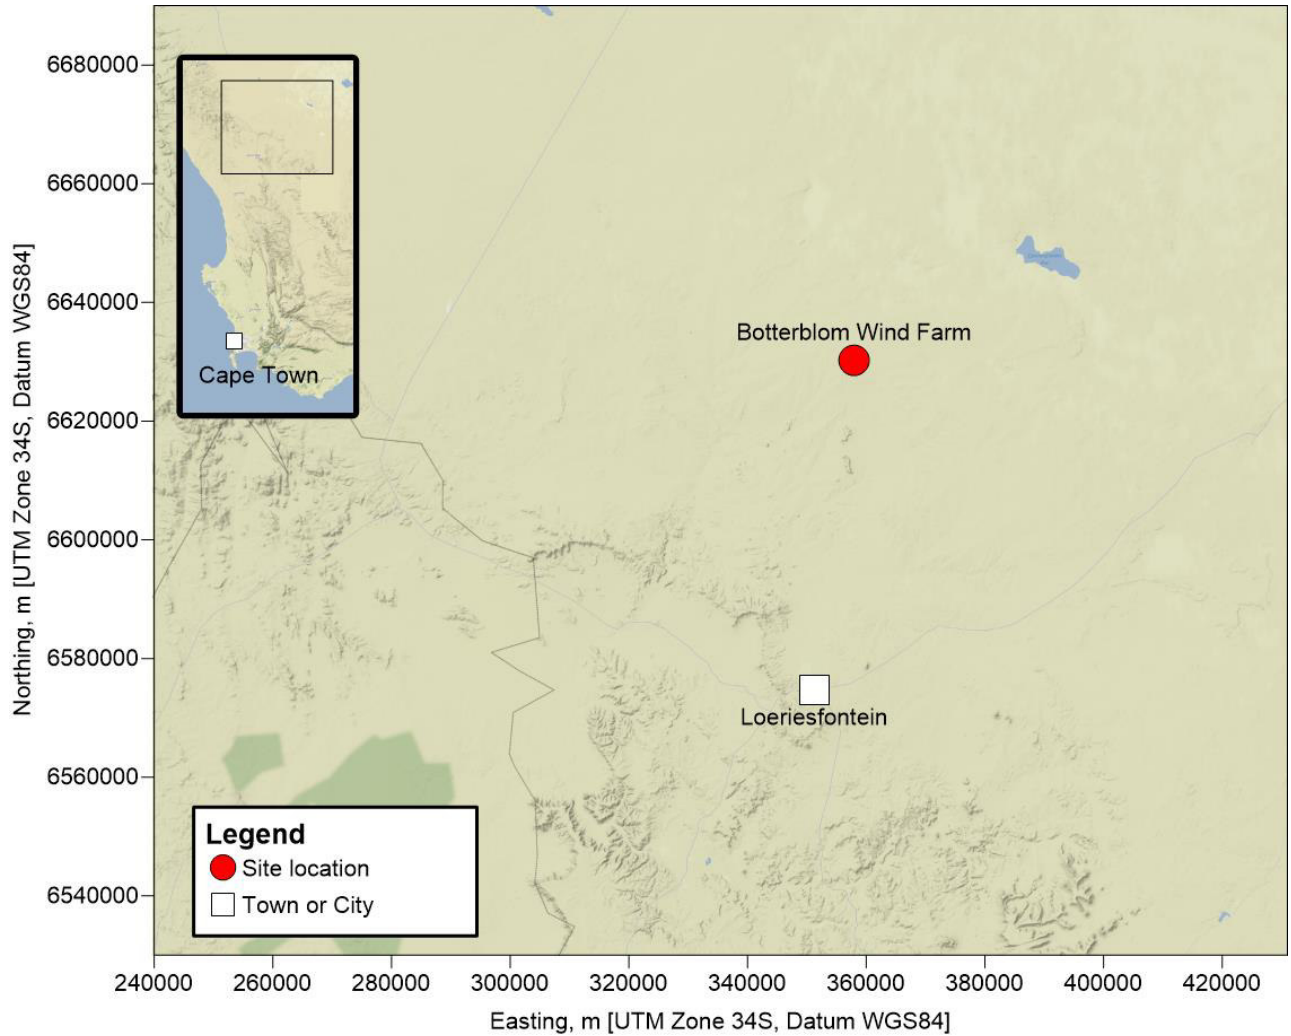 6680000
6660000
6640000
6620000
6600000
6580000
6560000
6540000
Northing, m [UTM Zone 34S, Datum WGS84]
Cape Town
Botterblom Wind Farm
Loeriesfontein
Legend
Site location
Town or City
240000 260000 280000 300000 320000 340000 360000 380000 400000 420000
Easting, m [UTM Zone 34S, Datum WGS84]